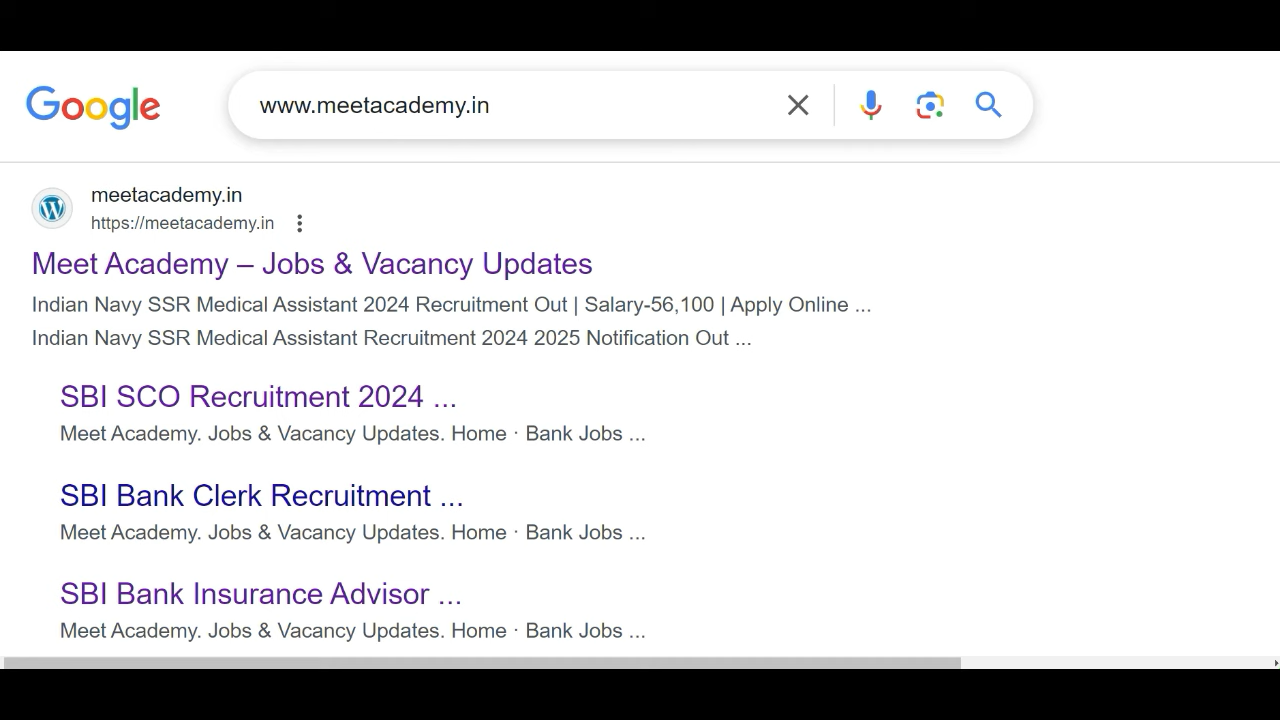 Google
www.meetacademy.in
meetacademy.in
https://meetacademy.in
Meet Academy – Jobs & Vacancy Updates
Indian Navy SSR Medical Assistant 2024 Recruitment Out | Salary-56,100 | Apply Online ...
Indian Navy SSR Medical Assistant Recruitment 2024 2025 Notification Out ...
SBI SCO Recruitment 2024 ...
Meet Academy. Jobs & Vacancy Updates. Home · Bank Jobs ...
SBI Bank Clerk Recruitment ...
Meet Academy. Jobs & Vacancy Updates. Home · Bank Jobs ...
SBI Bank Insurance Advisor ...
Meet Academy. Jobs & Vacancy Updates. Home · Bank Jobs ...